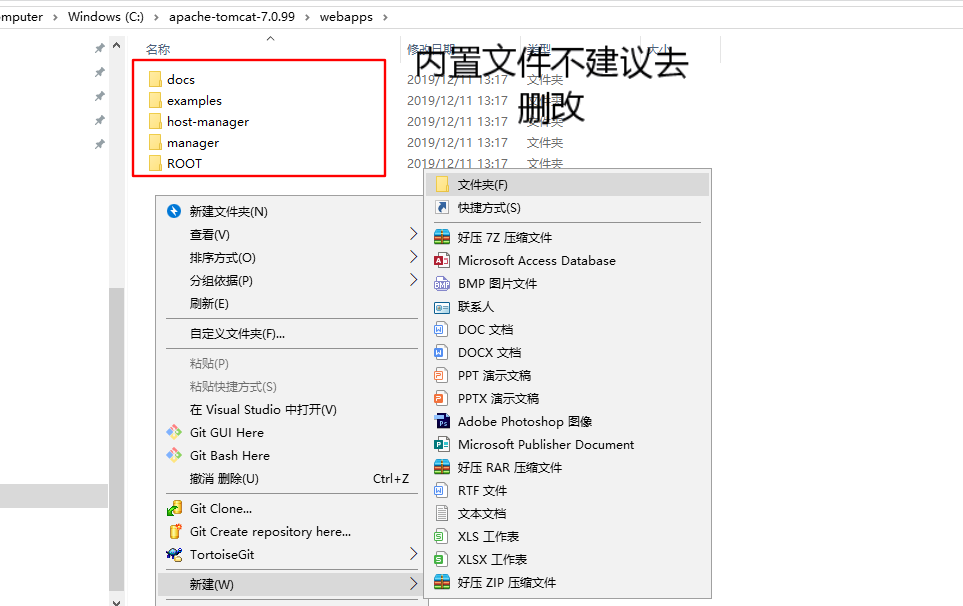 mputer > Windows (C:) > apache-tomcat-7.0.99 > webapps >
名称 修改日期 类型 大小
内置文件不建议去
删改
docs 2019/12/11 13:17 文件夹
examples 2019/12/11 13:17 文件夹
host-manager 2019/12/11 13:17 文件夹
manager 2019/12/11 13:17 文件夹
ROOT 2019/12/11 13:17 文件夹
新建文件夹(N)
查看(V)
排序方式(O)
分组依据(P)
刷新(E)
自定义文件夹(F)...
粘贴(P)
粘贴快捷方式(S)
在 Visual Studio 中打开(V)
Git GUI Here
Git Bash Here
撤消 删除(U) Ctrl+Z
Git Clone...
Git Create repository here...
TortoiseGit
新建(W)
文件夹(F)
快捷方式(S)
好压 7Z 压缩文件
Microsoft Access Database
BMP 图片文件
联系人
DOC 文档
DOCX 文档
PPT 演示文稿
PPTX 演示文稿
Adobe Photoshop 图像
Microsoft Publisher Document
好压 RAR 压缩文件
RTF 文件
文本文档
XLS 工作表
XLSX 工作表
好压 ZIP 压缩文件